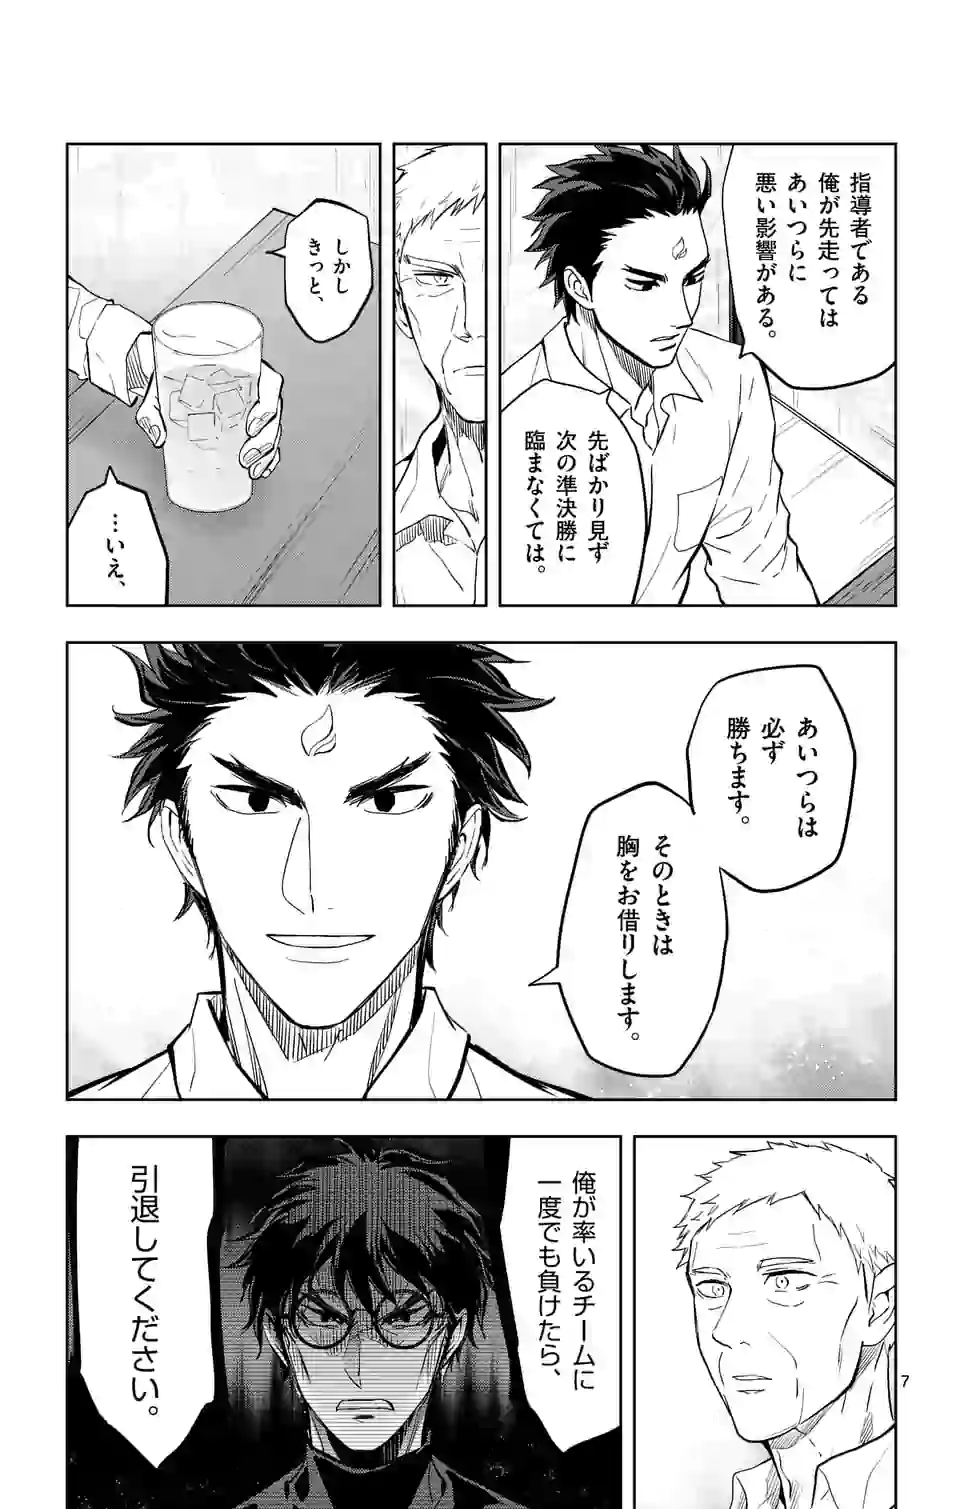 指導者である
俺が先走っては
あいつらに
悪い影響がある。
先ばかり見ず
次の準決勝に
臨まなくては。
しかし
きっと、
…いえ、
あいつらは
必ず
勝ちます。
そのときは
胸をお借りします。
俺が率いるチームに
一度でも負けたら、
引退してください。
7